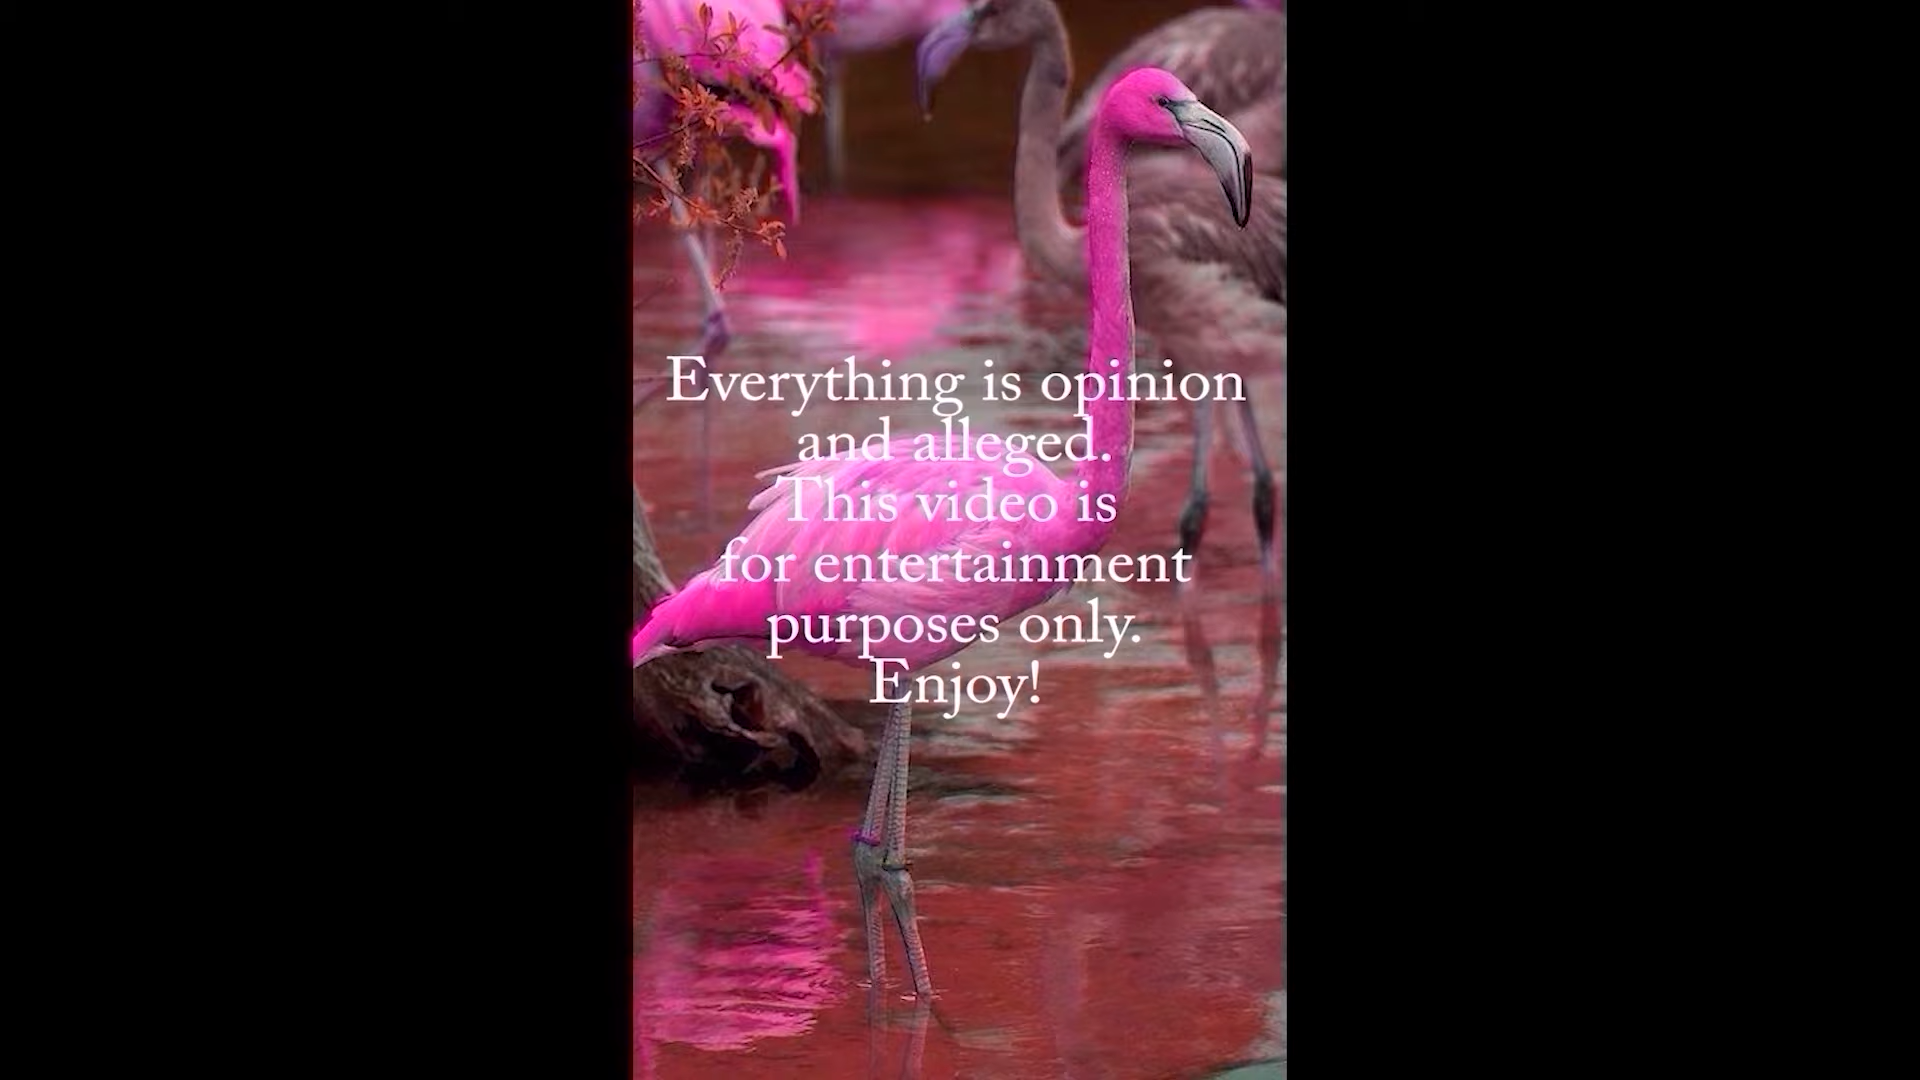 Everything is opinion
and alleged.
This video is
for entertainment
purposes only.
Enjoy!